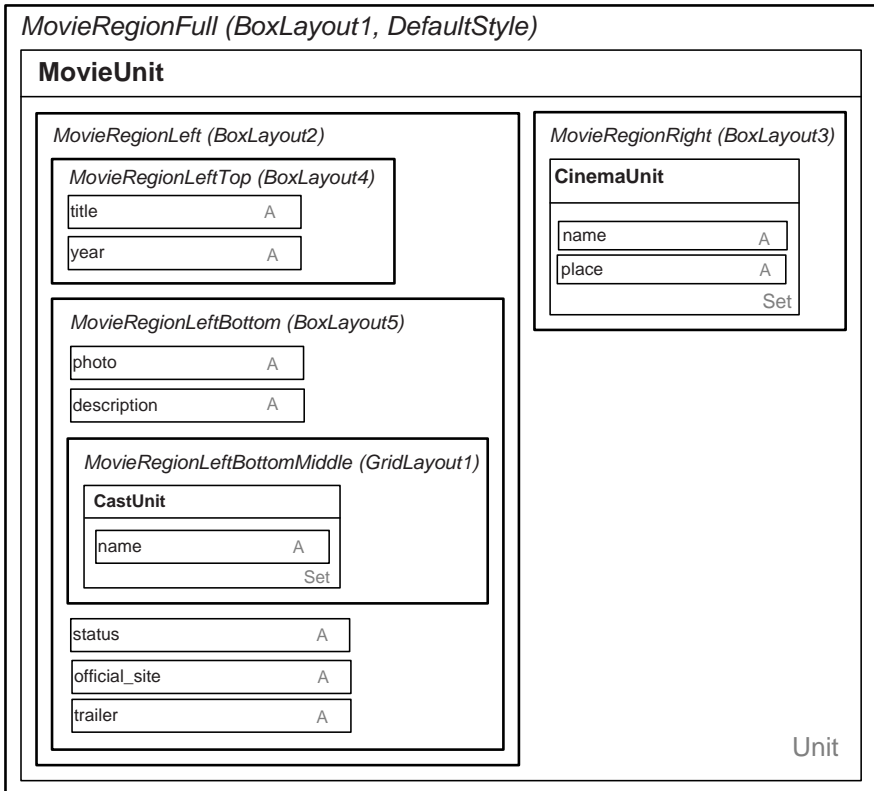 MovieRegionFull (BoxLayout1, DefaultStyle)
MovieUnit
MovieRegionLeft (BoxLayout2)
MovieRegionLeftTop (BoxLayout4)
title A
year A
MovieRegionLeftBottom (BoxLayout5)
photo A
description A
MovieRegionLeftBottomMiddle (GridLayout1)
CastUnit
name A
Set
status A
official_site A
trailer A
MovieRegionRight (BoxLayout3)
CinemaUnit
name A
place A
Set
Unit